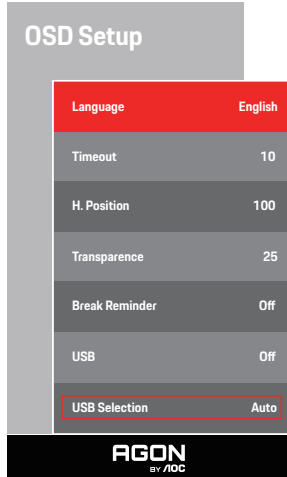 OSD Setup
Language English
Timeout 10
H. Position 100
Transparence 25
Break Reminder Off
USB Off
USB Selection Auto
AGON
BY AOC